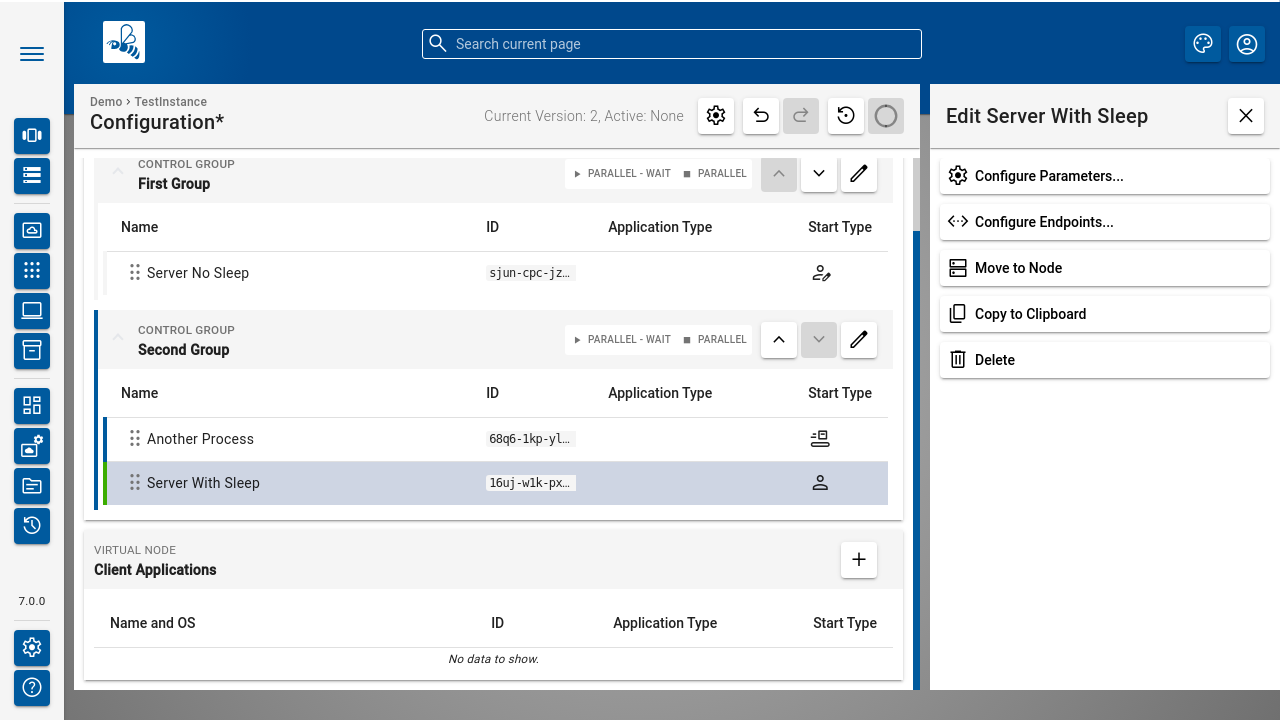 Search current page
Demo > TestInstance
Configuration*
Current Version: 2, Active: None
CONTROL GROUP
First Group
PARALLEL - WAIT
PARALLEL
Name
ID
Application Type
Start Type
Server No Sleep
sjun-cpc-jz…
CONTROL GROUP
Second Group
PARALLEL - WAIT
PARALLEL
Name
ID
Application Type
Start Type
Another Process
68q6-1kp-yl…
Server With Sleep
16uj-w1k-px…
VIRTUAL NODE
Client Applications
Name and OS
ID
Application Type
Start Type
No data to show.
Edit Server With Sleep
Configure Parameters...
Configure Endpoints...
Move to Node
Copy to Clipboard
Delete
7.0.0